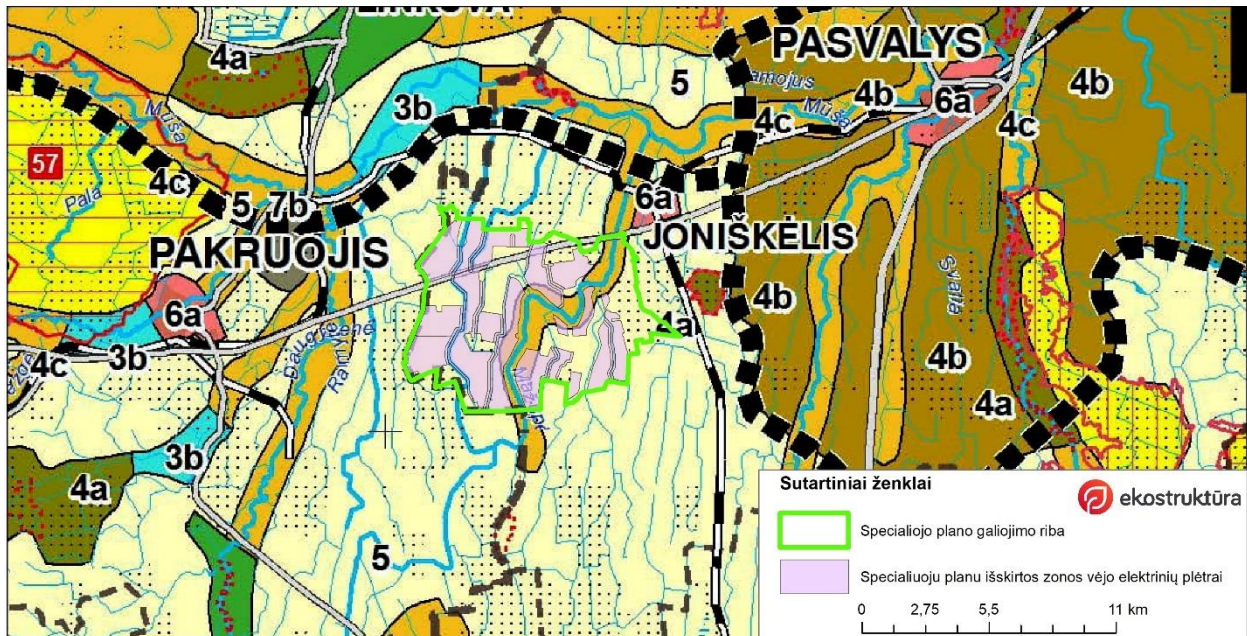 4a
3b
5
PASVALYS
4b
4b
Mūša
6a
4c
4c
Mūša
57
4c
Pala
5
7b
6a
PAKRUOJIS
JONIŠKĖLIS
6a
4b
4a
Svalia
4c
3b
Daugyvenė
4b
4a
3b
4a
5
Sutartiniai ženklai
ekostruktūra
Specialiojo plano galiojimo riba
Specialiuoju planu išskirtos zonos vėjo elektrinių plėtrai
0 2,75 5,5 11 km